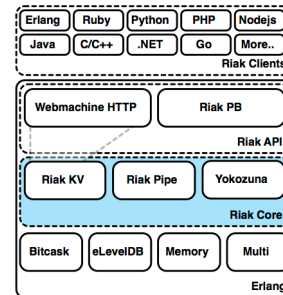 Erlang Ruby Python PHP Nodejs
Java C/C++ .NET Go More..
Riak Clients
Webmachine HTTP Riak PB
Riak API
Riak KV Riak Pipe Yokozuna
Riak Core
Bitcask eLevelDB Memory Multi
Erlang